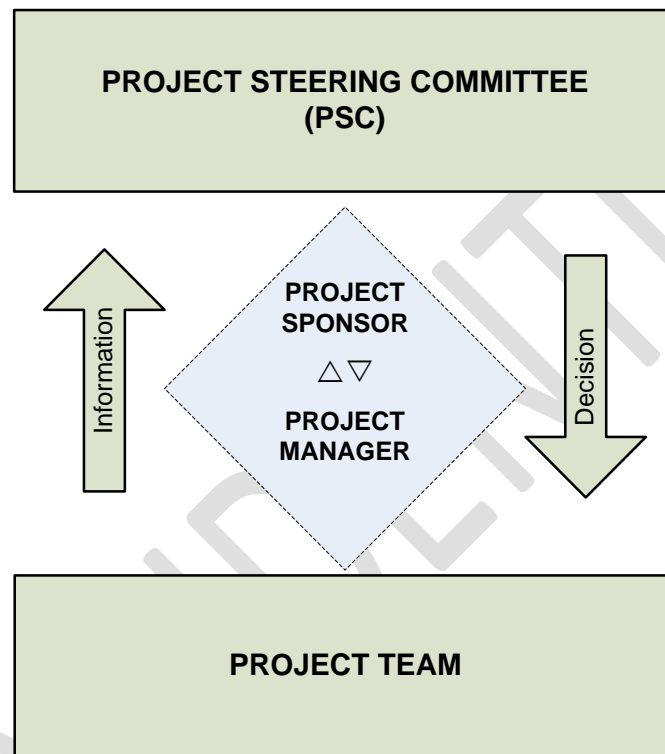 PROJECT STEERING COMMITTEE
(PSC)
Information
PROJECT
SPONSOR
△▽
PROJECT
MANAGER
Decision
PROJECT TEAM